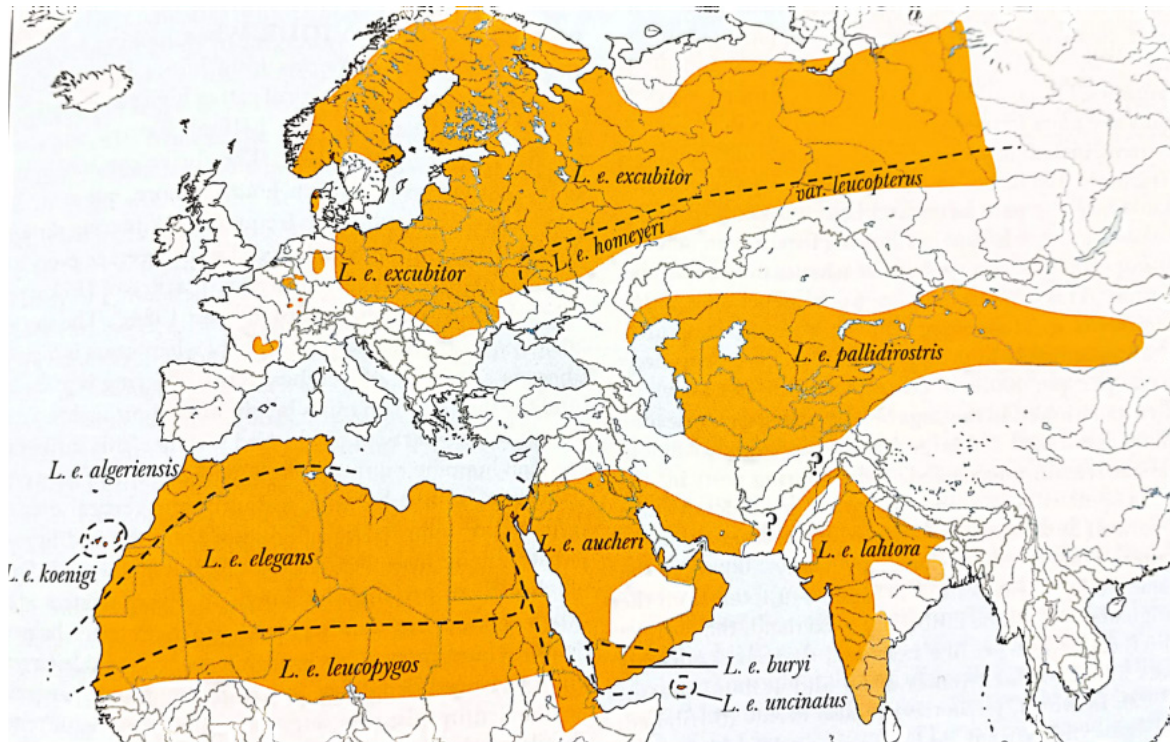 L. e. excubitor
var. leucopterus
L. e. homeyeri
L. e. excubitor
L. e. pallidirostris
L. e. algeriensis
?
?
L. e. elegans
L. e. aucheri
L. e. lahtora
L. e. koenigi
L. e. leucopygos
L. e. buryi
L. e. uncinatus